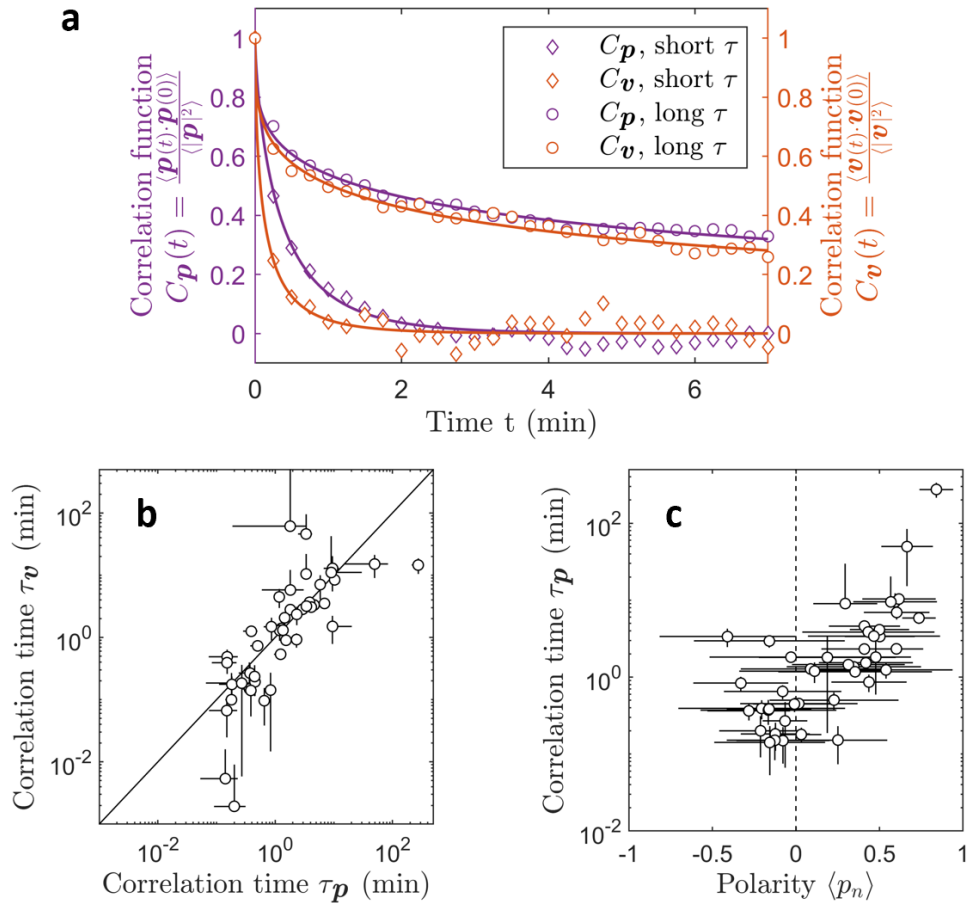 a
Correlation function
C_p(t) = ⟨p(t)·p(0)⟩ / ⟨|p|²⟩
1
0.8
0.6
0.4
0.2
0
C_p, short τ
C_v, short τ
C_p, long τ
C_v, long τ
1
0.8
0.6
0.4
0.2
0
Correlation function
C_v(t) = ⟨v(t)·v(0)⟩ / ⟨|v|²⟩
0 2 4 6
Time t (min)
b
Correlation time τ_v (min)
10²
10⁰
10⁻²
10⁻² 10⁰ 10²
Correlation time τ_p (min)
c
Correlation time τ_p (min)
10²
10⁰
10⁻²
-1 -0.5 0 0.5 1
Polarity ⟨p_n⟩